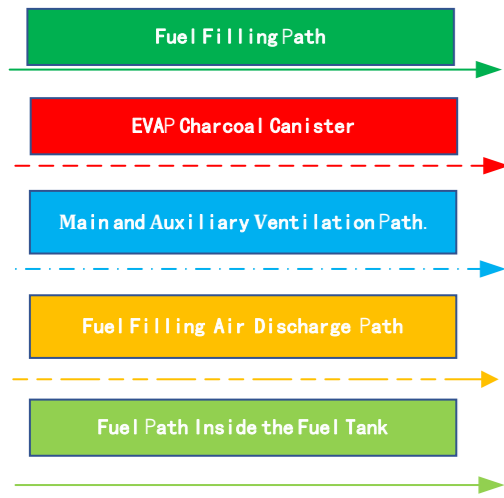 Fuel Filling Path
EVAP Charcoal Canister
Main and Auxiliary Ventilation Path.
Fuel Filling Air Discharge Path
Fuel Path Inside the Fuel Tank